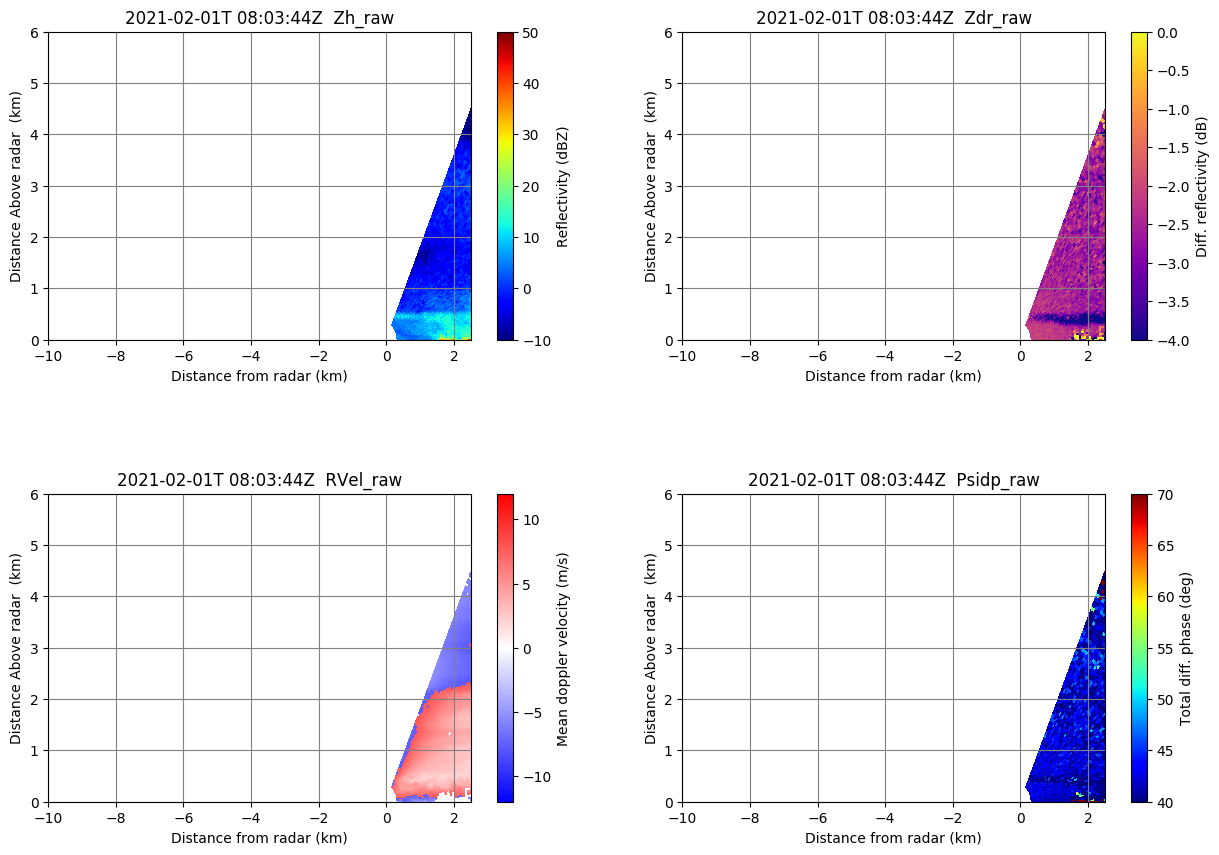 2021-02-01T 08:03:44Z  Zh_raw
6
5
4
3
2
1
0
Distance Above radar  (km)
−10 −8 −6 −4 −2 0 2
Distance from radar (km)
50
40
30
20
10
0
−10
Reflectivity (dBZ)
2021-02-01T 08:03:44Z  Zdr_raw
6
5
4
3
2
1
0
Distance Above radar  (km)
−10 −8 −6 −4 −2 0 2
Distance from radar (km)
0.0
−0.5
−1.0
−1.5
−2.0
−2.5
−3.0
−3.5
−4.0
Diff. reflectivity (dB)
2021-02-01T 08:03:44Z  RVel_raw
6
5
4
3
2
1
0
Distance Above radar  (km)
−10 −8 −6 −4 −2 0 2
Distance from radar (km)
10
5
0
−5
−10
Mean doppler velocity (m/s)
2021-02-01T 08:03:44Z  Psidp_raw
6
5
4
3
2
1
0
Distance Above radar  (km)
−10 −8 −6 −4 −2 0 2
Distance from radar (km)
70
65
60
55
50
45
40
Total diff. phase (deg)